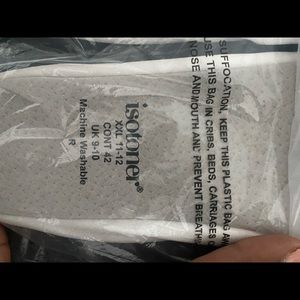 isotoner®
XXL 11-12
CONT 42
UK 9-10
Machine Washable
R
SUFFOCATION, KEEP THIS PLASTIC BAG
USE THIS BAG IN CRIBS, BEDS, CARRIAGES
NOSE AND MOUTH AND PREVENT BREATH